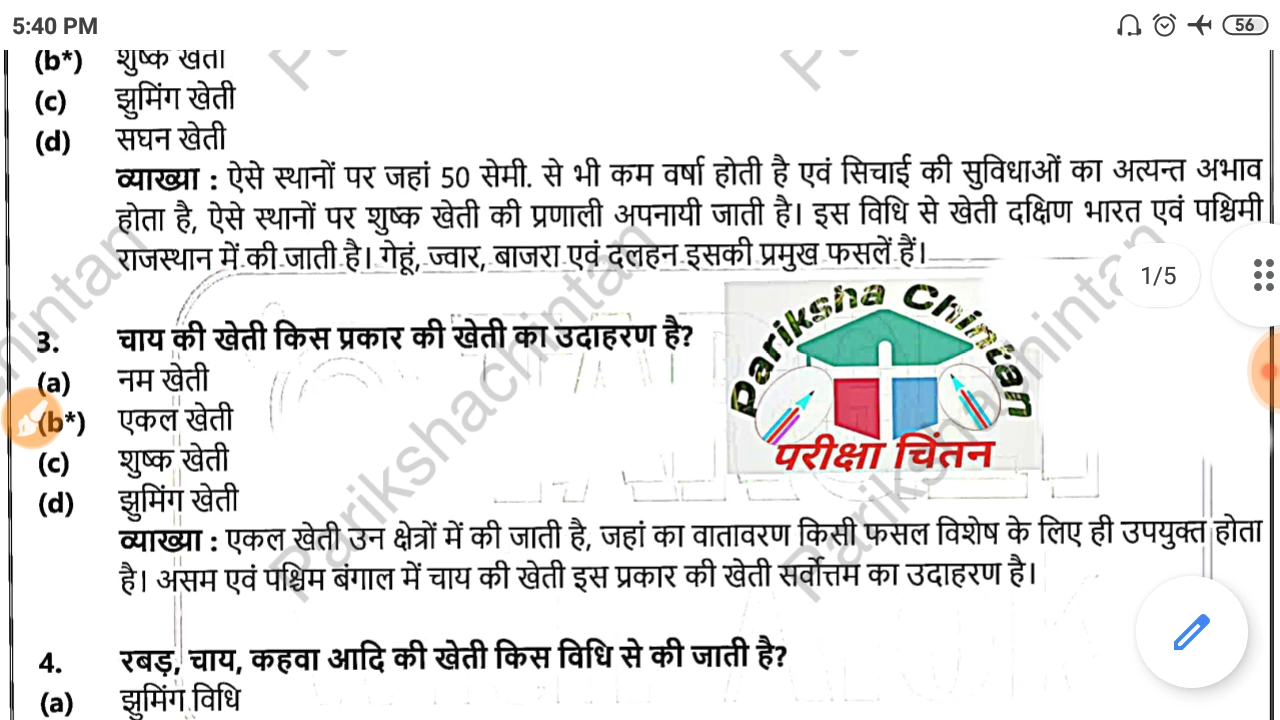 5:40 PM
56
(b*) शुष्क खेती
(c) झुमिंग खेती
(d) सघन खेती
व्याख्या : ऐसे स्थानों पर जहां 50 सेमी. से भी कम वर्षा होती है एवं सिचाई की सुविधाओं का अत्यन्त अभाव
होता है, ऐसे स्थानों पर शुष्क खेती की प्रणाली अपनायी जाती है। इस विधि से खेती दक्षिण भारत एवं पश्चिमी
राजस्थान में की जाती है। गेहूं, ज्वार, बाजरा एवं दलहन इसकी प्रमुख फसलें हैं।
1/5
Pariksha Chintan
परीक्षा चिंतन
3. चाय की खेती किस प्रकार की खेती का उदाहरण है?
(a) नम खेती
(b*) एकल खेती
(c) शुष्क खेती
(d) झुमिंग खेती
व्याख्या : एकल खेती उन क्षेत्रों में की जाती है, जहां का वातावरण किसी फसल विशेष के लिए ही उपयुक्त होता
है। असम एवं पश्चिम बंगाल में चाय की खेती इस प्रकार की खेती सर्वोत्तम का उदाहरण है।
4. रबड़, चाय, कहवा आदि की खेती किस विधि से की जाती है?
(a) झुमिंग विधि
Parikshachintan
Parikshachintan